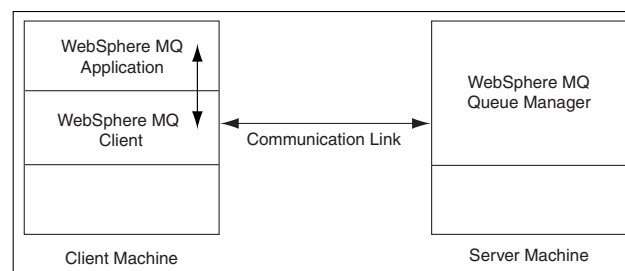 WebSphere MQ
Application
WebSphere MQ
Client
Communication Link
WebSphere MQ
Queue Manager
Client Machine
Server Machine